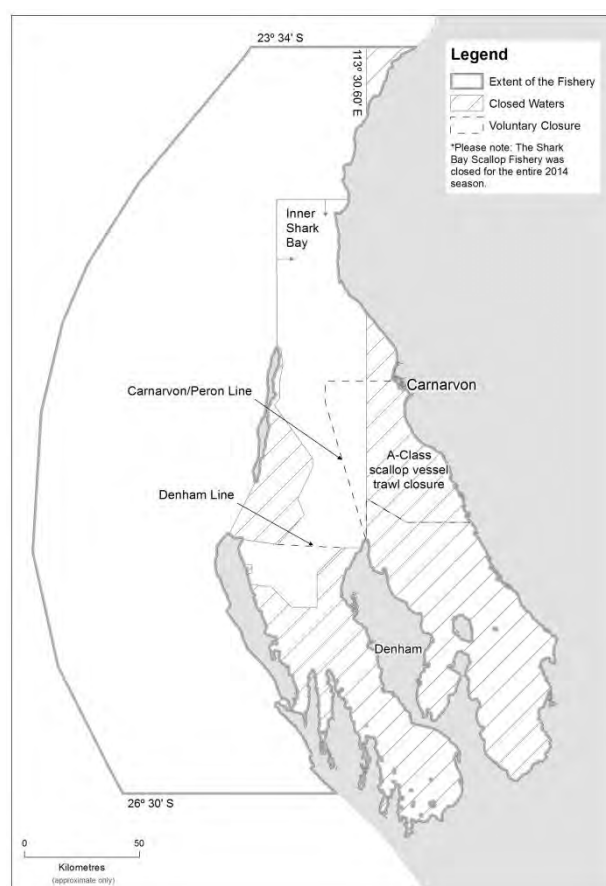 23° 34' S
113° 30.60' E
Legend
Extent of the Fishery
Closed Waters
Voluntary Closure
*Please note: The Shark
Bay Scallop Fishery was
closed for the entire 2014
season.
Inner
Shark
Bay
Carnarvon/Peron Line
Carnarvon
A-Class
scallop vessel
trawl closure
Denham Line
Denham
26° 30' S
0
50
Kilometres
(approximate only)